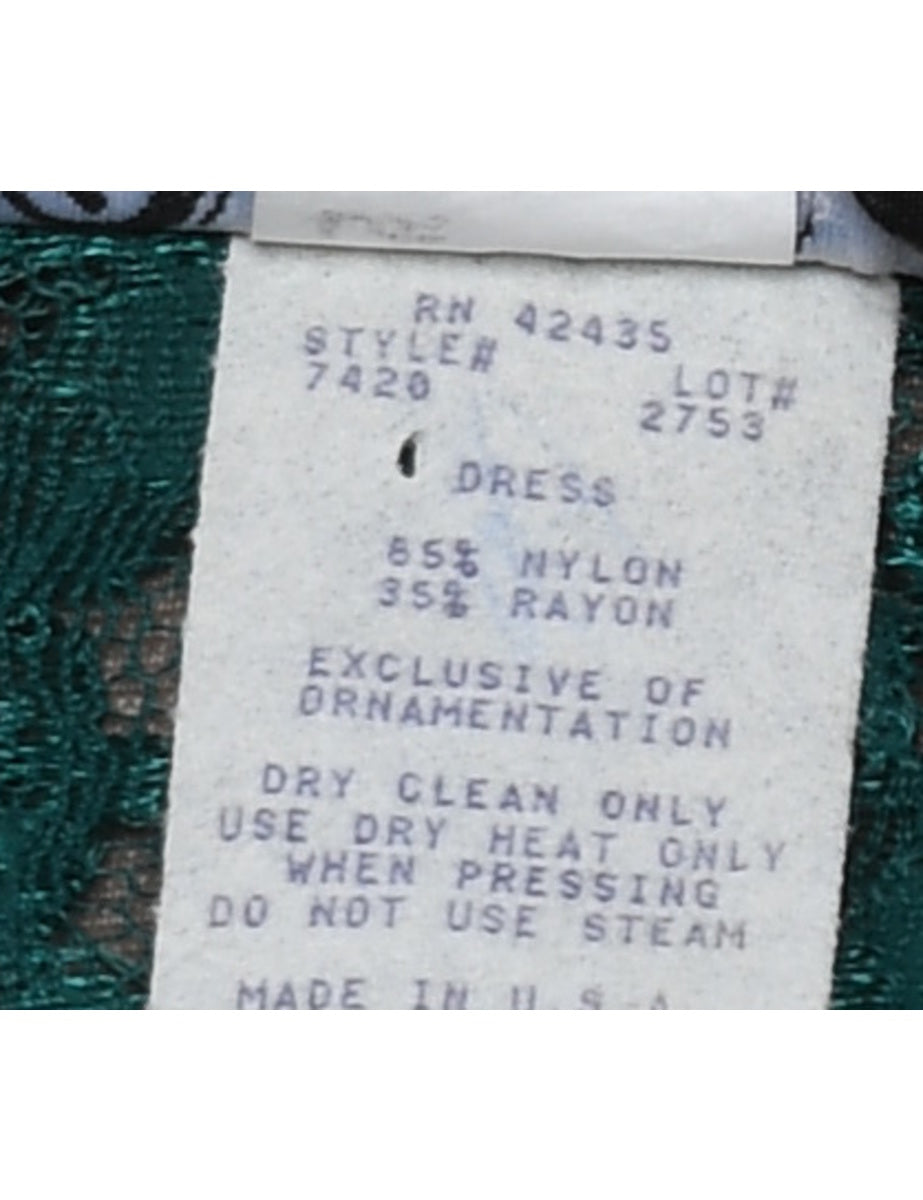 RN 42435
STYLE# LOT#
7420 2753
DRESS
85% NYLON
35% RAYON
EXCLUSIVE OF
ORNAMENTATION
DRY CLEAN ONLY
USE DRY HEAT ONLY
WHEN PRESSING
DO NOT USE STEAM
MADE IN U.S.A